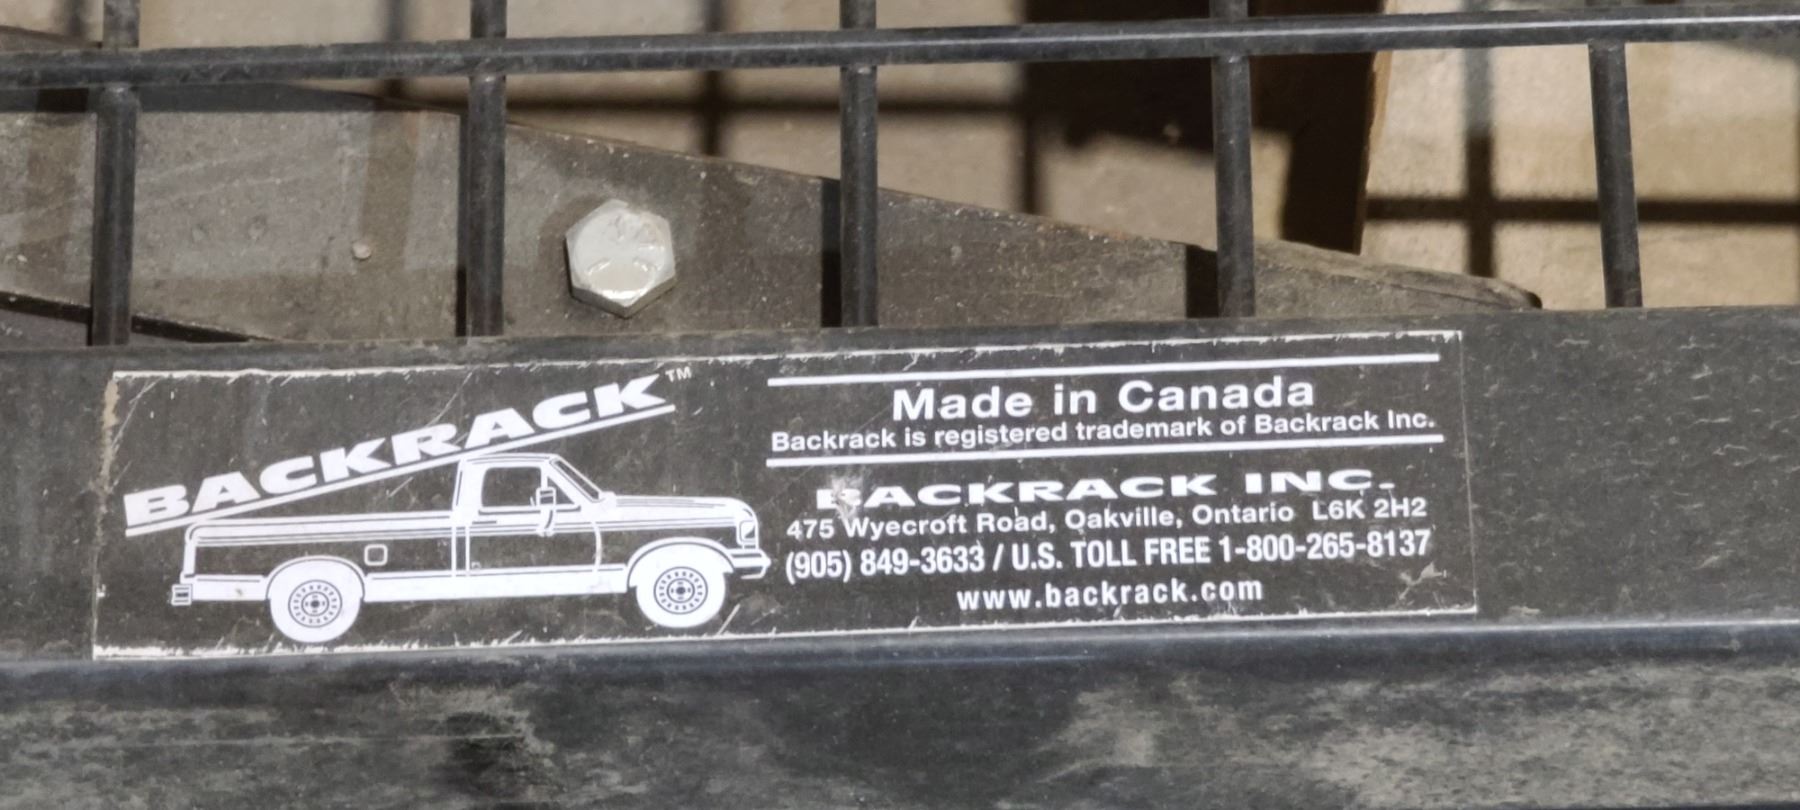 BACKRACK™
Made in Canada
Backrack is registered trademark of Backrack Inc.
BACKRACK INC.
475 Wyecroft Road, Oakville, Ontario L6K 2H2
(905) 849-3633 / U.S. TOLL FREE 1-800-265-8137
www.backrack.com